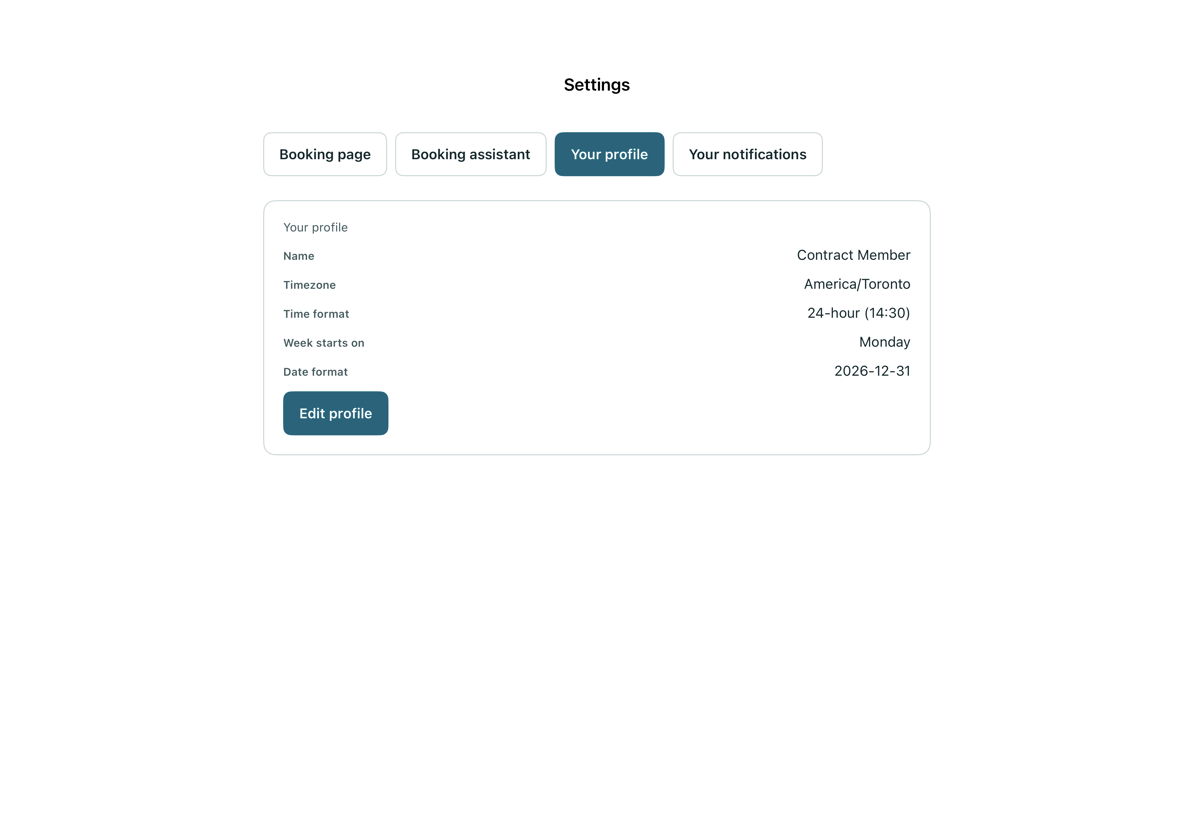 Settings
Booking page
Booking assistant
Your profile
Your notifications
Your profile
Name Contract Member
Timezone America/Toronto
Time format 24-hour (14:30)
Week starts on Monday
Date format 2026-12-31
Edit profile